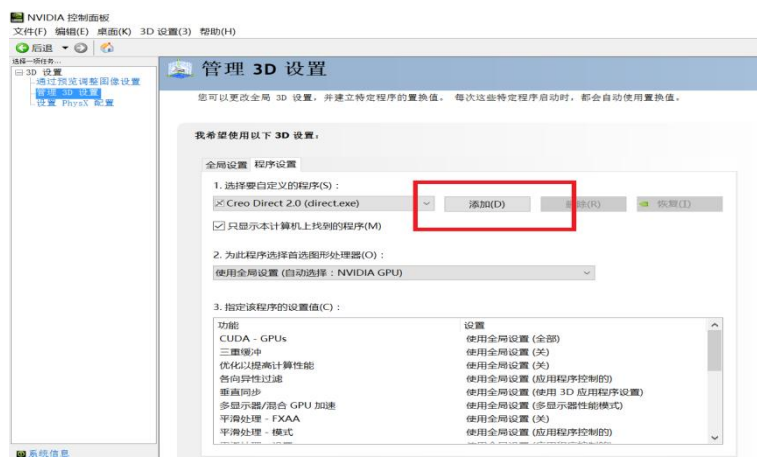 NVIDIA 控制面板
文件(F) 编辑(E) 桌面(K) 3D 设置(3) 帮助(H)
后退
选择一项任务...
3D 设置
通过预览调整图像设置
管理 3D 设置
设置 PhysX 配置
管理 3D 设置
您可以更改全局 3D 设置，并建立特定程序的置换值。 每次这些特定程序启动时，都会自动使用置换值。
我希望使用以下 3D 设置:
全局设置 程序设置
1. 选择要自定义的程序(S)：
Creo Direct 2.0 (direct.exe) 添加(D) 删除(R) 恢复(I)
只显示本计算机上找到的程序(M)
2. 为此程序选择首选图形处理器(O)：
使用全局设置 (自动选择：NVIDIA GPU)
3. 指定该程序的设置值(C)：
功能 设置
CUDA - GPUs 使用全局设置 (全部)
三重缓冲 使用全局设置 (关)
优化以提高计算性能 使用全局设置 (关)
各向异性过滤 使用全局设置 (应用程序控制的)
垂直同步 使用全局设置 (使用 3D 应用程序设置)
多显示器/混合 GPU 加速 使用全局设置 (多显示器性能模式)
平滑处理 - FXAA 使用全局设置 (关)
平滑处理 - 模式 使用全局设置 (应用程序控制的)
系统信息